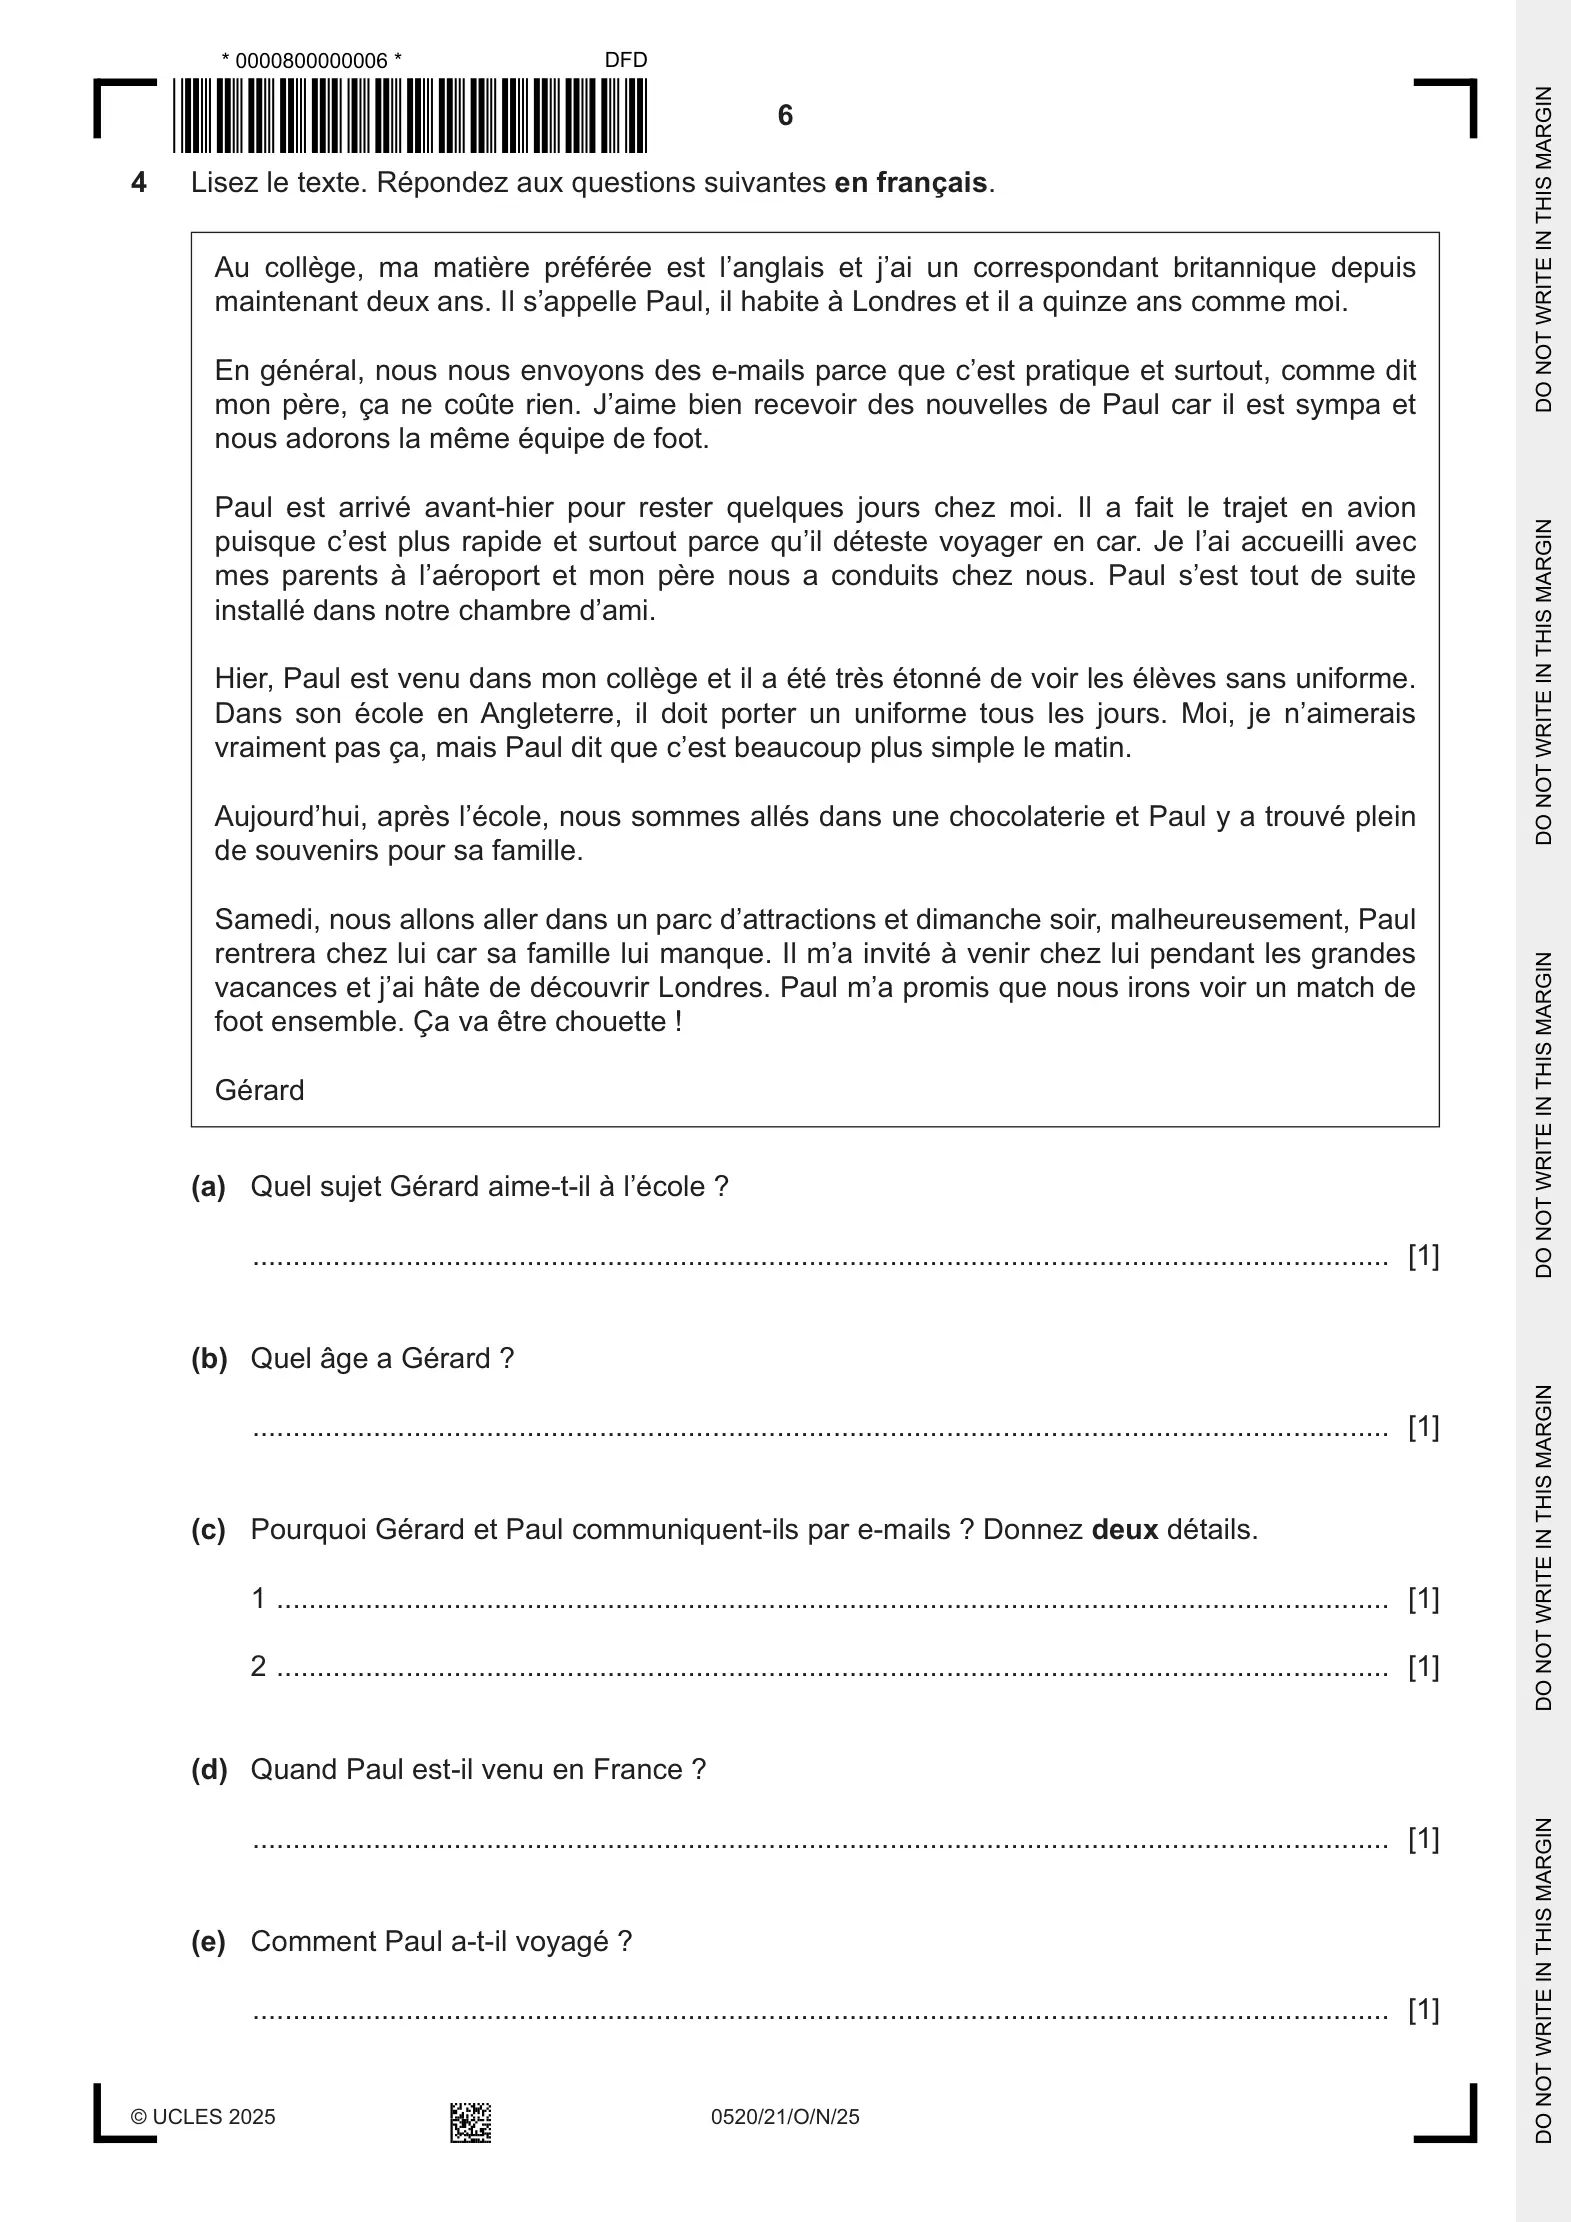 * 0000800000006 *
DFD
6
4 Lisez le texte. Répondez aux questions suivantes en français.
Au collège, ma matière préférée est l’anglais et j’ai un correspondant britannique depuis
maintenant deux ans. Il s’appelle Paul, il habite à Londres et il a quinze ans comme moi.
En général, nous nous envoyons des e-mails parce que c’est pratique et surtout, comme dit
mon père, ça ne coûte rien. J’aime bien recevoir des nouvelles de Paul car il est sympa et
nous adorons la même équipe de foot.
Paul est arrivé avant-hier pour rester quelques jours chez moi. Il a fait le trajet en avion
puisque c’est plus rapide et surtout parce qu’il déteste voyager en car. Je l’ai accueilli avec
mes parents à l’aéroport et mon père nous a conduits chez nous. Paul s’est tout de suite
installé dans notre chambre d’ami.
Hier, Paul est venu dans mon collège et il a été très étonné de voir les élèves sans uniforme.
Dans son école en Angleterre, il doit porter un uniforme tous les jours. Moi, je n’aimerais
vraiment pas ça, mais Paul dit que c’est beaucoup plus simple le matin.
Aujourd’hui, après l’école, nous sommes allés dans une chocolaterie et Paul y a trouvé plein
de souvenirs pour sa famille.
Samedi, nous allons aller dans un parc d’attractions et dimanche soir, malheureusement, Paul
rentrera chez lui car sa famille lui manque. Il m’a invité à venir chez lui pendant les grandes
vacances et j’ai hâte de découvrir Londres. Paul m’a promis que nous irons voir un match de
foot ensemble. Ça va être chouette !
Gérard
(a) Quel sujet Gérard aime-t-il à l’école ?
[1]
(b) Quel âge a Gérard ?
[1]
(c) Pourquoi Gérard et Paul communiquent-ils par e-mails ? Donnez deux détails.
1 [1]
2 [1]
(d) Quand Paul est-il venu en France ?
[1]
(e) Comment Paul a-t-il voyagé ?
[1]
© UCLES 2025
0520/21/O/N/25
DO NOT WRITE IN THIS MARGIN
DO NOT WRITE IN THIS MARGIN
DO NOT WRITE IN THIS MARGIN
DO NOT WRITE IN THIS MARGIN
DO NOT WRITE IN THIS MARGIN